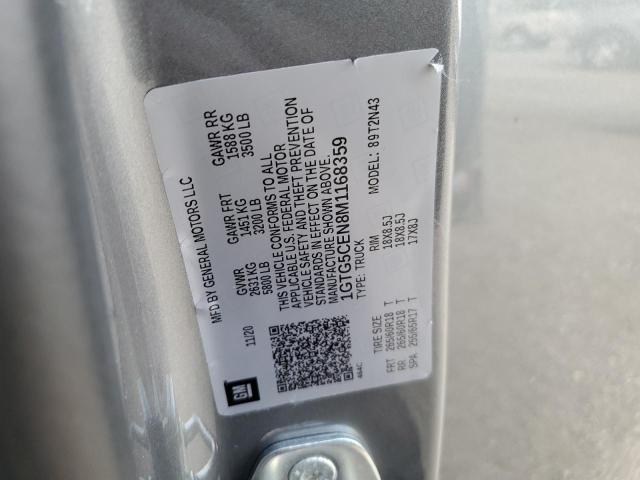 MFD BY GENERAL MOTORS LLC
11/20
GVWR
2631 KG
5800 LB
GAWR FRT
1451 KG
3200 LB
GAWR RR
1588 KG
3500 LB
THIS VEHICLE CONFORMS TO ALL
APPLICABLE U.S. FEDERAL MOTOR
VEHICLE SAFETY AND THEFT PREVENTION
STANDARDS IN EFFECT ON THE DATE OF
MANUFACTURE SHOWN ABOVE.
1GTG5CEN8M1168359
TYPE: TRUCK
MODEL: 89T2N43
GM
464C
TIRE SIZE RIM
FRT 265/60R18 T 18X8.5J
RR 265/60R18 T 18X8.5J
SPA 255/65R17 T 17X8J